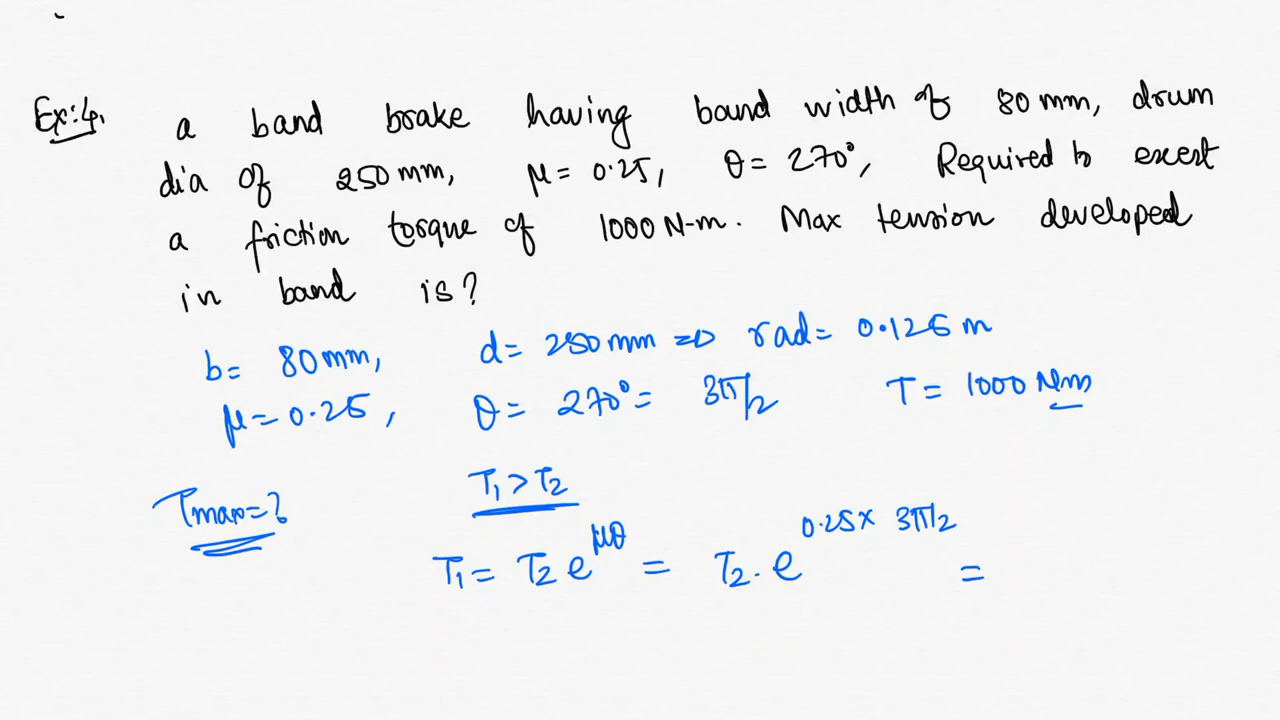 Ex:4. a band brake having band width of 80 mm, drum
dia of 250 mm, μ = 0.25, θ = 270°, Required to exert
a friction torque of 1000 N-m. Max tension developed
in band is?
b = 80 mm, d = 250 mm => rad = 0.125 m
μ = 0.25, θ = 270° = 3π/2 T = 1000 N-m
Tmax = ? T₁ > T₂
T₁ = T₂ e^μθ = T₂ . e^0.25 × 3π/2 =